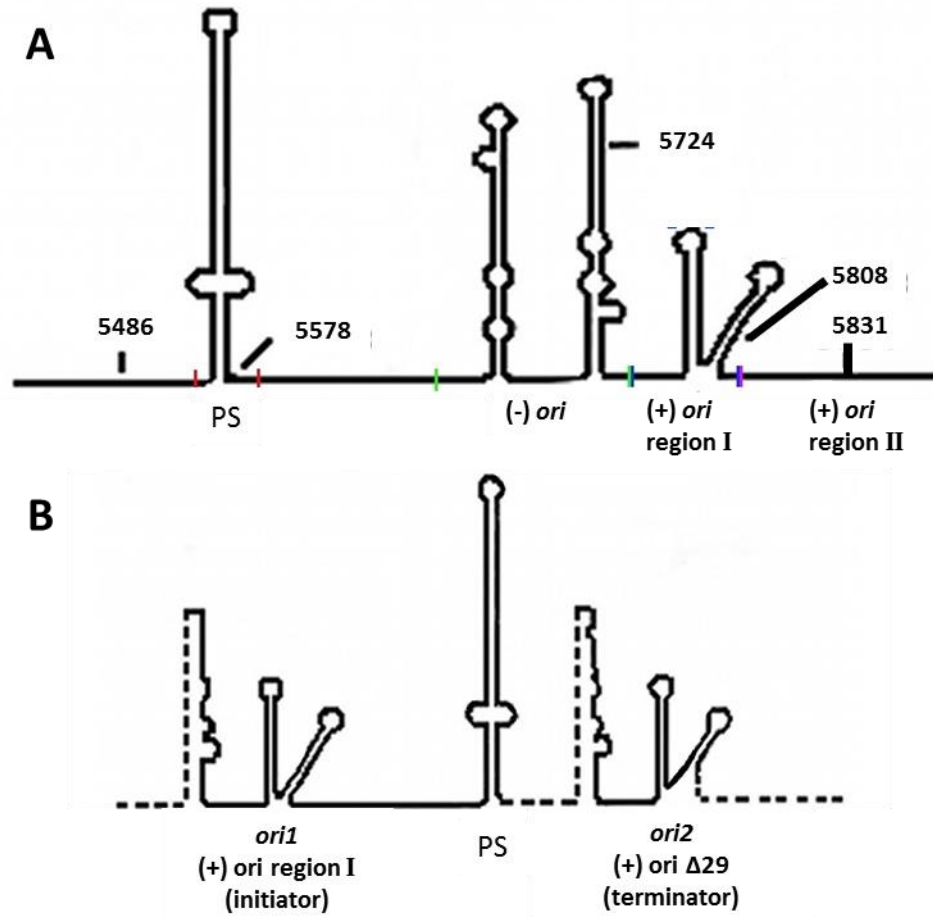 A
5724
5808
5486
5578
5831
PS
(-) ori
(+) ori
region I
(+) ori
region II
B
ori1
(+) ori region I
(initiator)
PS
ori2
(+) ori Δ29
(terminator)